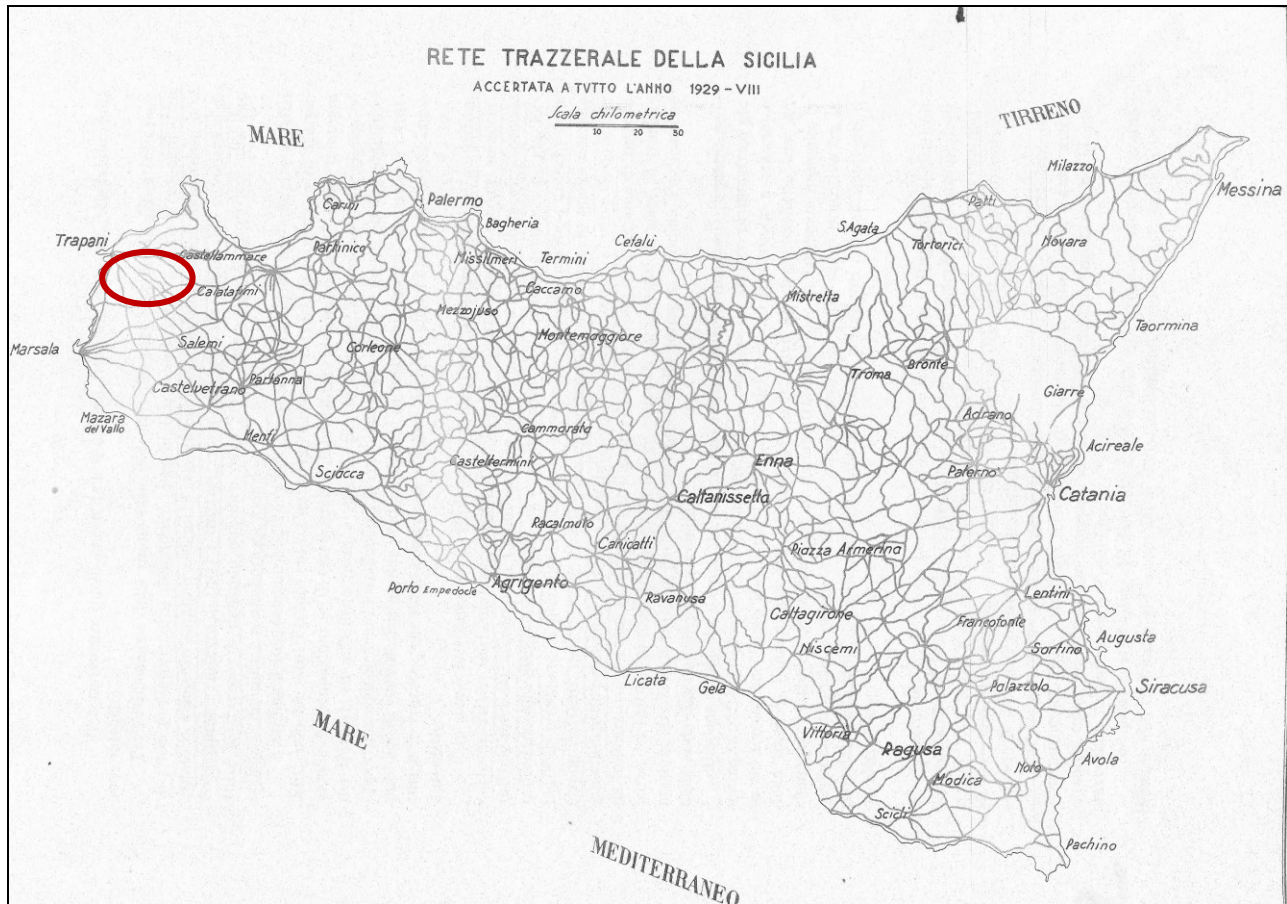 RETE TRAZZERALE DELLA SICILIA
ACCERTATA A TVTTO L'ANNO 1929 - VIII
Scala chilometrica
10 20 30
MARE
TIRRENO
Milazzo
Messina
Carini
Palermo
Bagheria
Patti
Trapani
Castellammare
Partinico
Missilmeri
Termini
Cefalù
S.Agata
Tortorici
Novara
Calatafimi
Caccamo
Mistretta
Mezzojuso
Taormina
Marsala
Salemi
Corleone
Montemaggiore
Bronte
Troina
Castelvetrano
Partanna
Giarre
Mazara
del Vallo
Menfi
Cammarata
Adrano
Acireale
Sciacca
Casteltermini
Enna
Paternò
Caltanissetta
Catania
Racalmuto
Canicatti
Piazza Armerina
Porto Empedocle
Agrigento
Ravanusa
Lentini
Caltagirone
Francofonte
Augusta
Niscemi
Sortino
Licata
Gela
Palazzolo
Siracusa
MARE
Vittoria
Ragusa
Avola
Modica
Noto
Scicli
Pachino
MEDITERRANEO